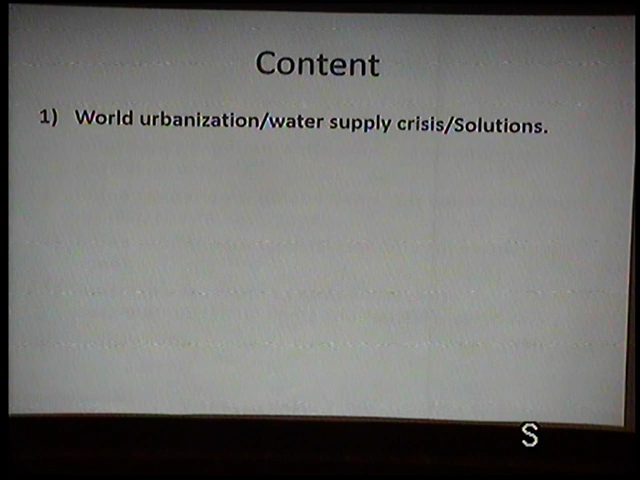 Content
1) World urbanization/water supply crisis/Solutions.
S